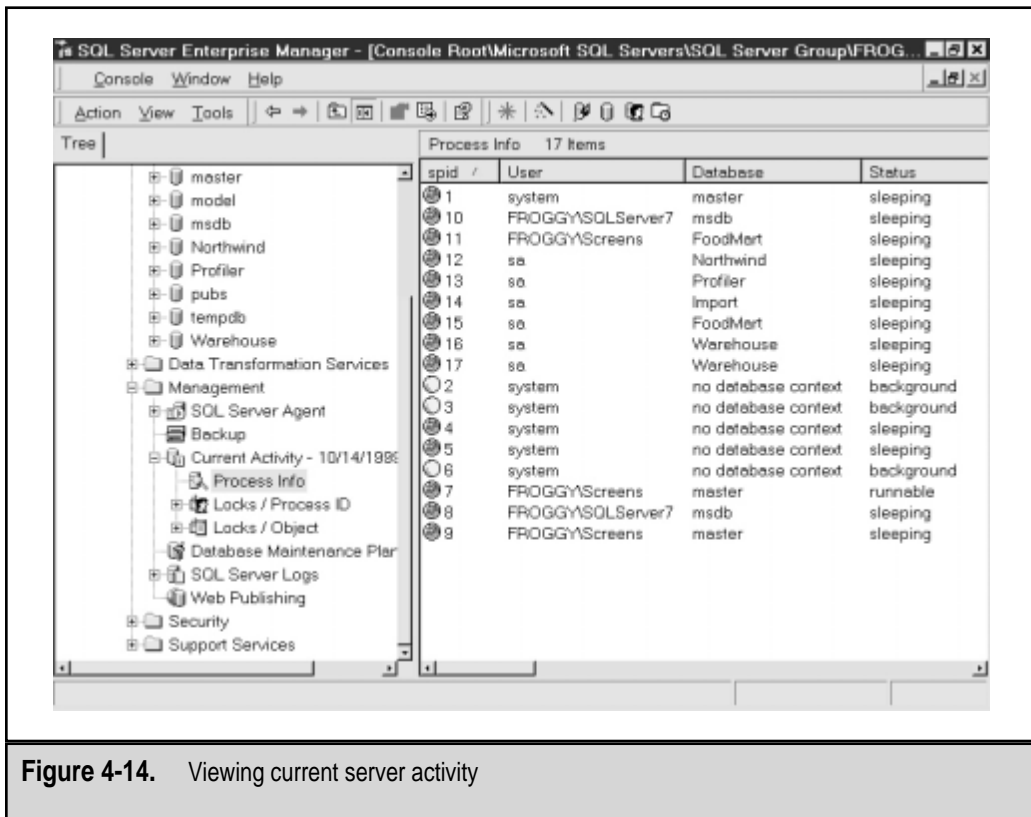 SQL Server Enterprise Manager - [Console Root\Microsoft SQL Servers\SQL Server Group\FROG...
Console Window Help
Action View Tools
Tree
master
model
msdb
Northwind
Profiler
pubs
tempdb
Warehouse
Data Transformation Services
Management
SQL Server Agent
Backup
Current Activity - 10/14/1999
Process Info
Locks / Process ID
Locks / Object
Database Maintenance Plan
SQL Server Logs
Web Publishing
Security
Support Services
Process Info 17 Items
spid / User Database Status
1 system master sleeping
10 FROGGY\SQLServer7 msdb sleeping
11 FROGGY\Screens FoodMart sleeping
12 sa Northwind sleeping
13 sa Profiler sleeping
14 sa Import sleeping
15 sa FoodMart sleeping
16 sa Warehouse sleeping
17 sa Warehouse sleeping
2 system no database context background
3 system no database context background
4 system no database context sleeping
5 system no database context sleeping
6 system no database context background
7 FROGGY\Screens master runnable
8 FROGGY\SQLServer7 msdb sleeping
9 FROGGY\Screens master sleeping
Figure 4-14. Viewing current server activity